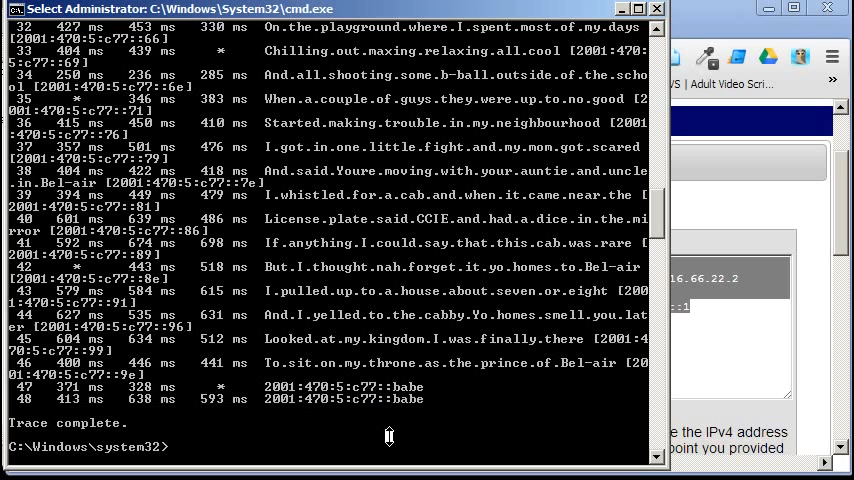 Select Administrator: C:\Windows\System32\cmd.exe
32 427 ms 453 ms 330 ms On.the.playground.where.I.spent.most.of.my.days
[2001:470:5:c77::66]
33 404 ms 439 ms * Chilling.out.maxing.relaxing.all.cool [2001:470:
5:c77::69]
34 250 ms 236 ms 285 ms And.all.shooting.some.b-ball.outside.of.the.scho
ol [2001:470:5:c77::6e]
35 * 346 ms 383 ms When.a.couple.of.guys.they.were.up.to.no.good [2
001:470:5:c77::71]
36 415 ms 450 ms 410 ms Started.making.trouble.in.my.neighbourhood [2001
:470:5:c77::76]
37 357 ms 501 ms 476 ms I.got.in.one.little.fight.and.my.mom.got.scared
[2001:470:5:c77::79]
38 404 ms 422 ms 418 ms And.said.Youre.moving.with.your.auntie.and.uncle
.in.Bel-air [2001:470:5:c77::7e]
39 394 ms 449 ms 479 ms I.whistled.for.a.cab.and.when.it.came.near.the [
2001:470:5:c77::81]
40 601 ms 639 ms 486 ms License.plate.said.CCIE.and.had.a.dice.in.the.mi
rror [2001:470:5:c77::86]
41 592 ms 674 ms 698 ms If.anything.I.could.say.that.this.cab.was.rare [
2001:470:5:c77::89]
42 * 443 ms 518 ms But.I.thought.nah.forget.it.yo.homes.to.Bel-air
[2001:470:5:c77::8e]
43 579 ms 584 ms 615 ms I.pulled.up.to.a.house.about.seven.or.eight [200
1:470:5:c77::91]
44 627 ms 535 ms 631 ms And.I.yelled.to.the.cabby.Yo.homes.smell.you.lat
er [2001:470:5:c77::96]
45 604 ms 634 ms 512 ms Looked.at.my.kingdom.I.was.finally.there [2001:4
70:5:c77::99]
46 400 ms 446 ms 441 ms To.sit.on.my.throne.as.the.prince.of.Bel-air [20
01:470:5:c77::9e]
47 371 ms 328 ms * 2001:470:5:c77::babe
48 413 ms 638 ms 593 ms 2001:470:5:c77::babe
Trace complete.
C:\Windows\system32>
VS | Adult Video Scri... »
16.66.22.2
::1
e the IPv4 address
point you provided